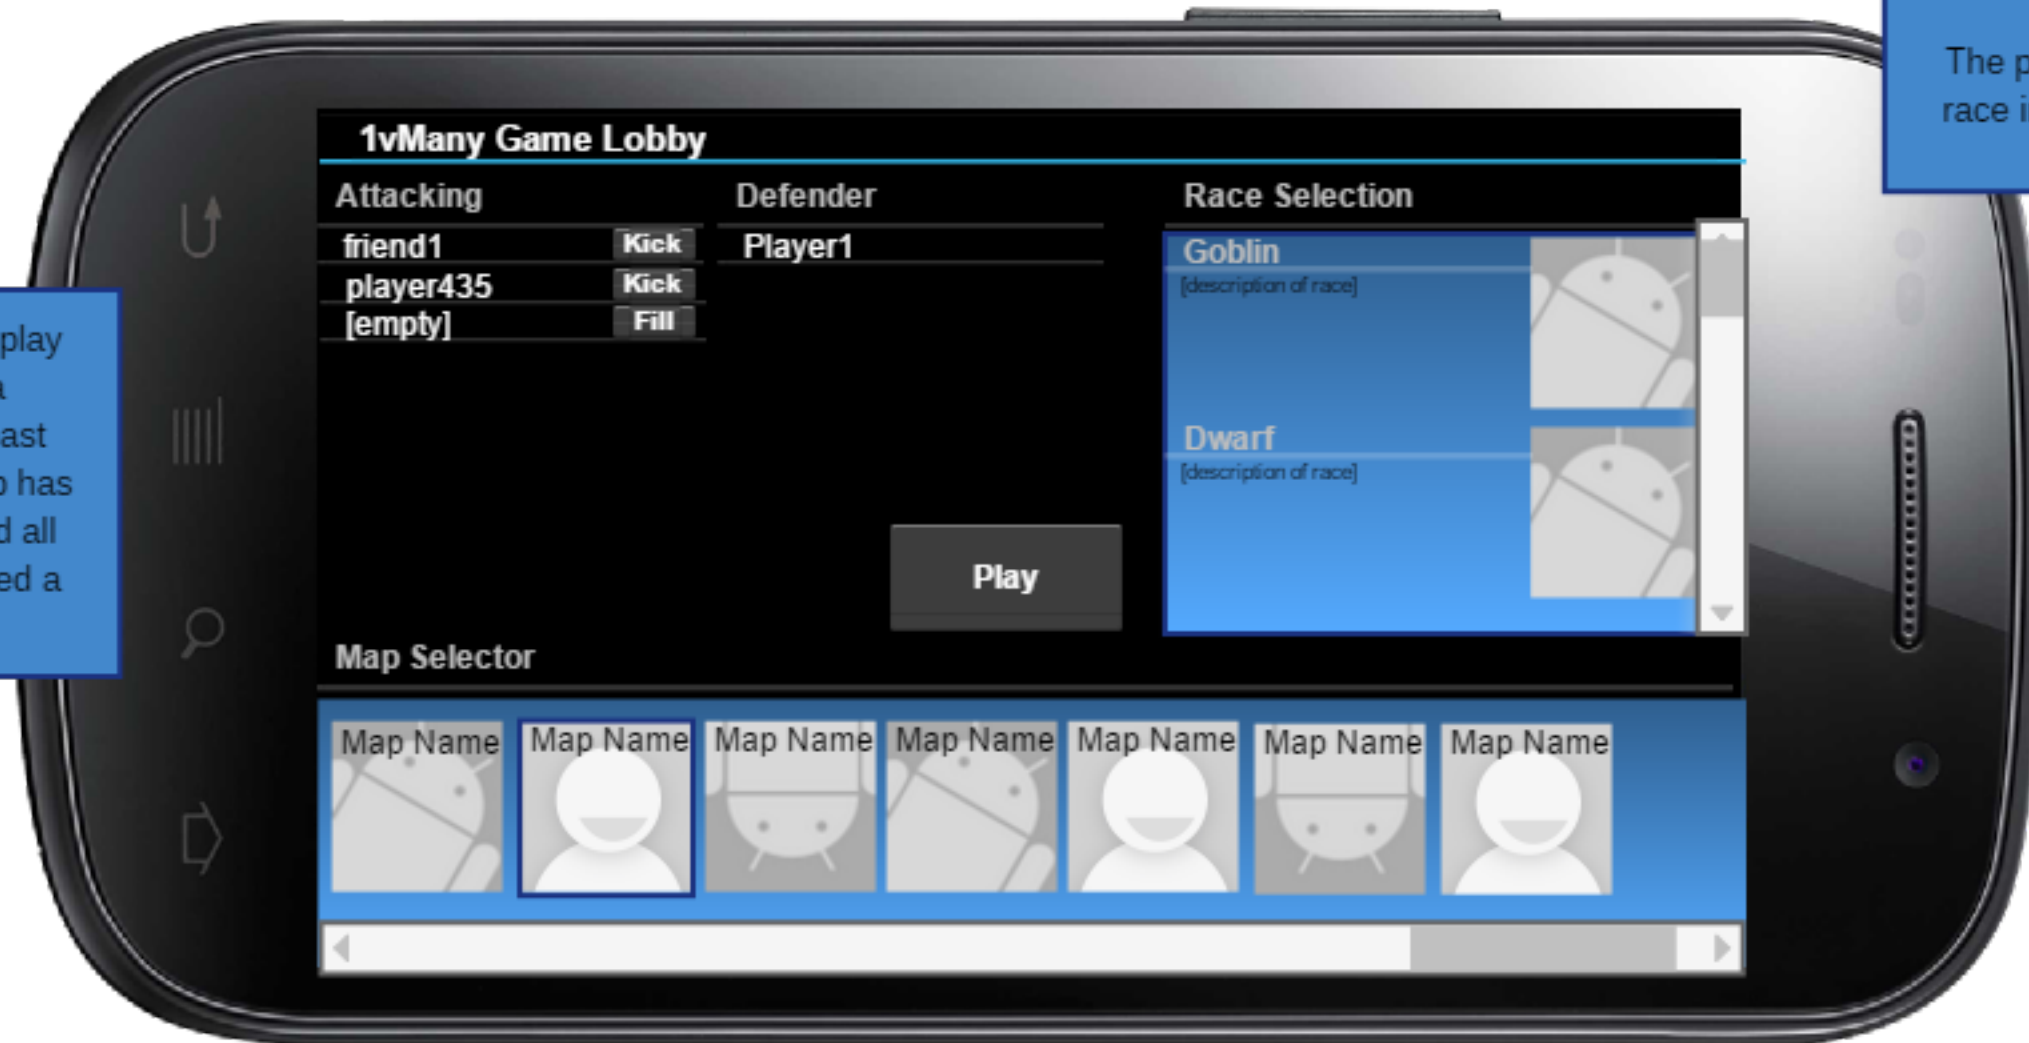 The p
race i
1vMany Game Lobby
Attacking
Defender
Race Selection
friend1
Kick
Player1
player435
Kick
[empty]
Fill
Goblin
[description of race]
Dwarf
[description of race]
play
a
ast
o has
d all
ed a
Play
Map Selector
Map Name
Map Name
Map Name
Map Name
Map Name
Map Name
Map Name